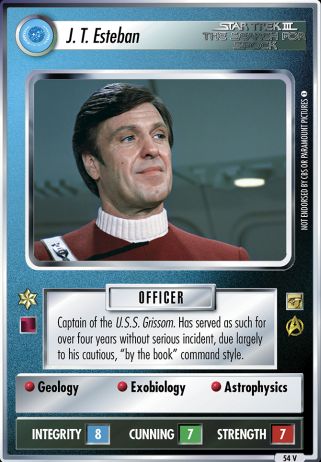 J. T. Esteban
STAR TREK III
THE SEARCH FOR
SPOCK
NOT ENDORSED BY CBS OR PARAMOUNT PICTURES
OFFICER
Captain of the U.S.S. Grissom. Has served as such for
over four years without serious incident, due largely
to his cautious, "by the book" command style.
Geology Exobiology Astrophysics
INTEGRITY 8 CUNNING 7 STRENGTH 7
54 V